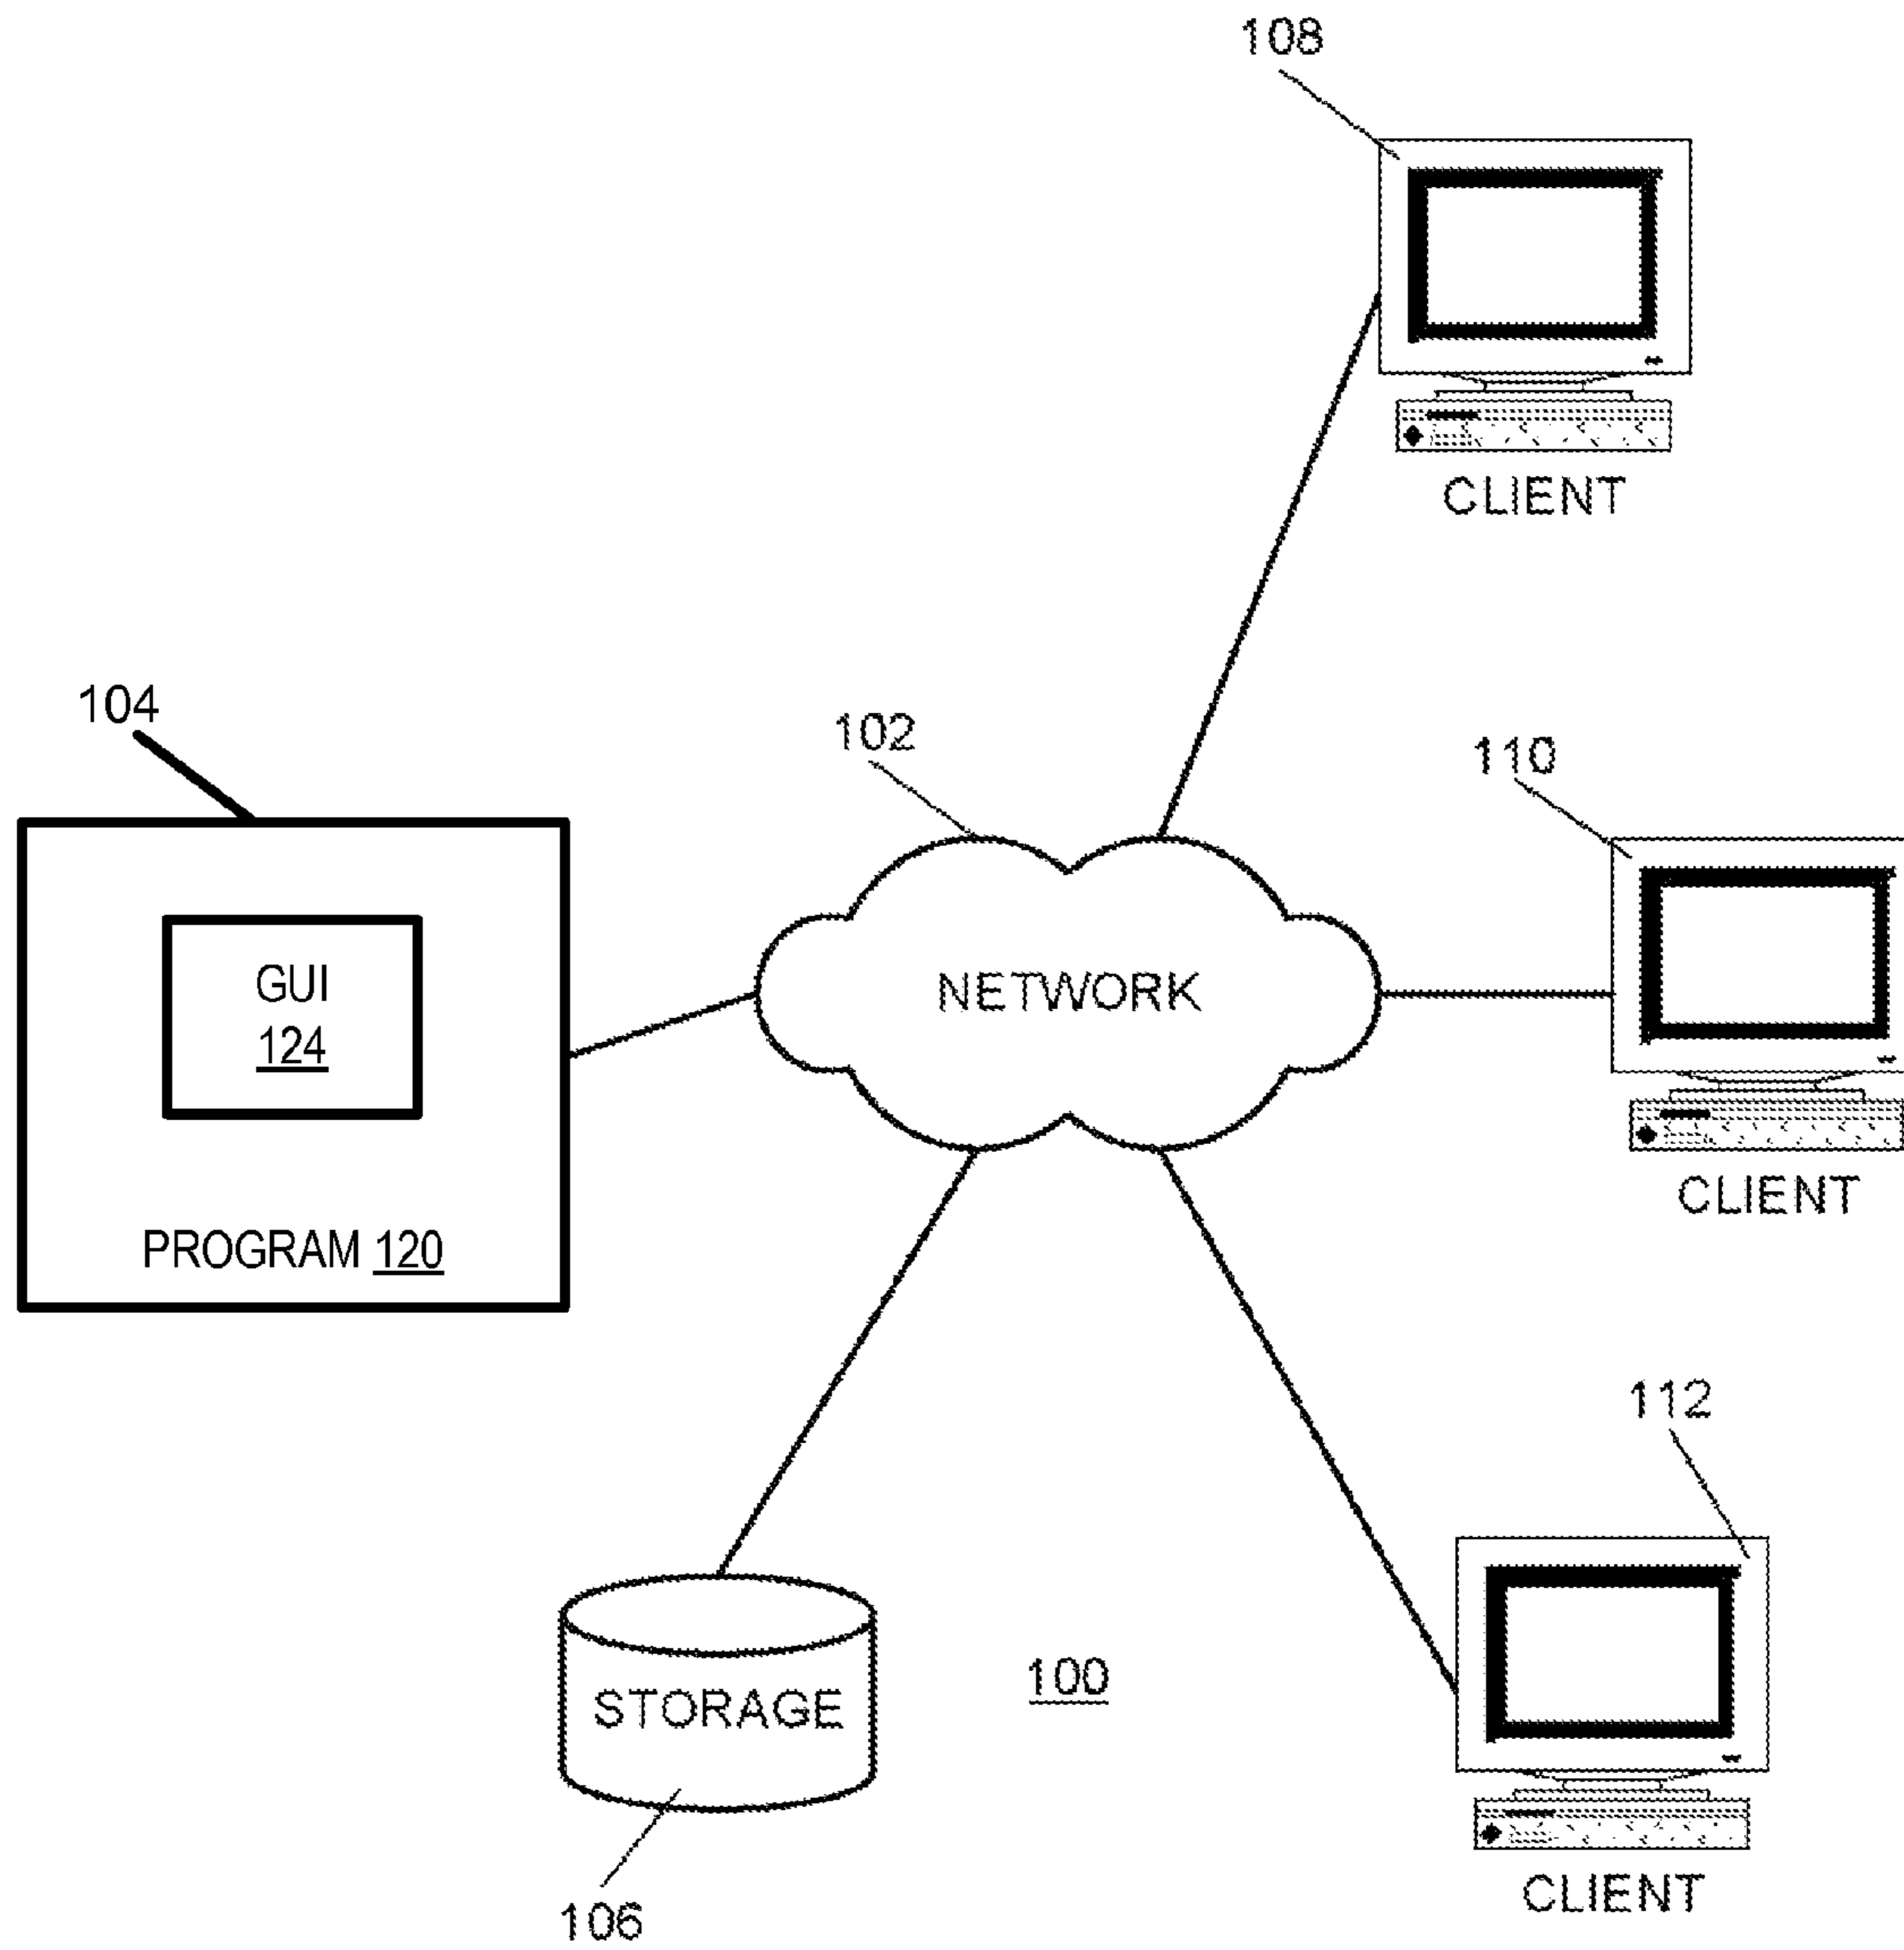 108
CLIENT
104
102
110
GUI
124
NETWORK
CLIENT
PROGRAM 120
112
100
STORAGE
CLIENT
106